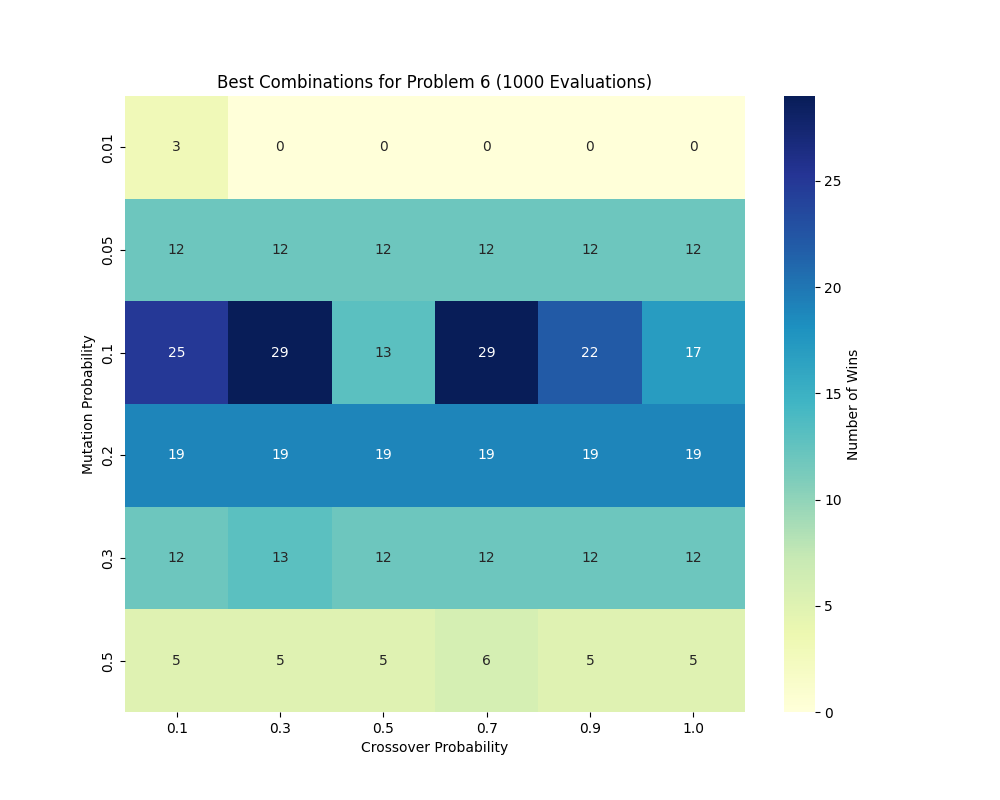 Best Combinations for Problem 6 (1000 Evaluations)
Mutation Probability
0.01 3 0 0 0 0 0
0.05 12 12 12 12 12 12
0.1 25 29 13 29 22 17
0.2 19 19 19 19 19 19
0.3 12 13 12 12 12 12
0.5 5 5 5 6 5 5
0.1 0.3 0.5 0.7 0.9 1.0
Crossover Probability
25
20
15
10
5
0
Number of Wins